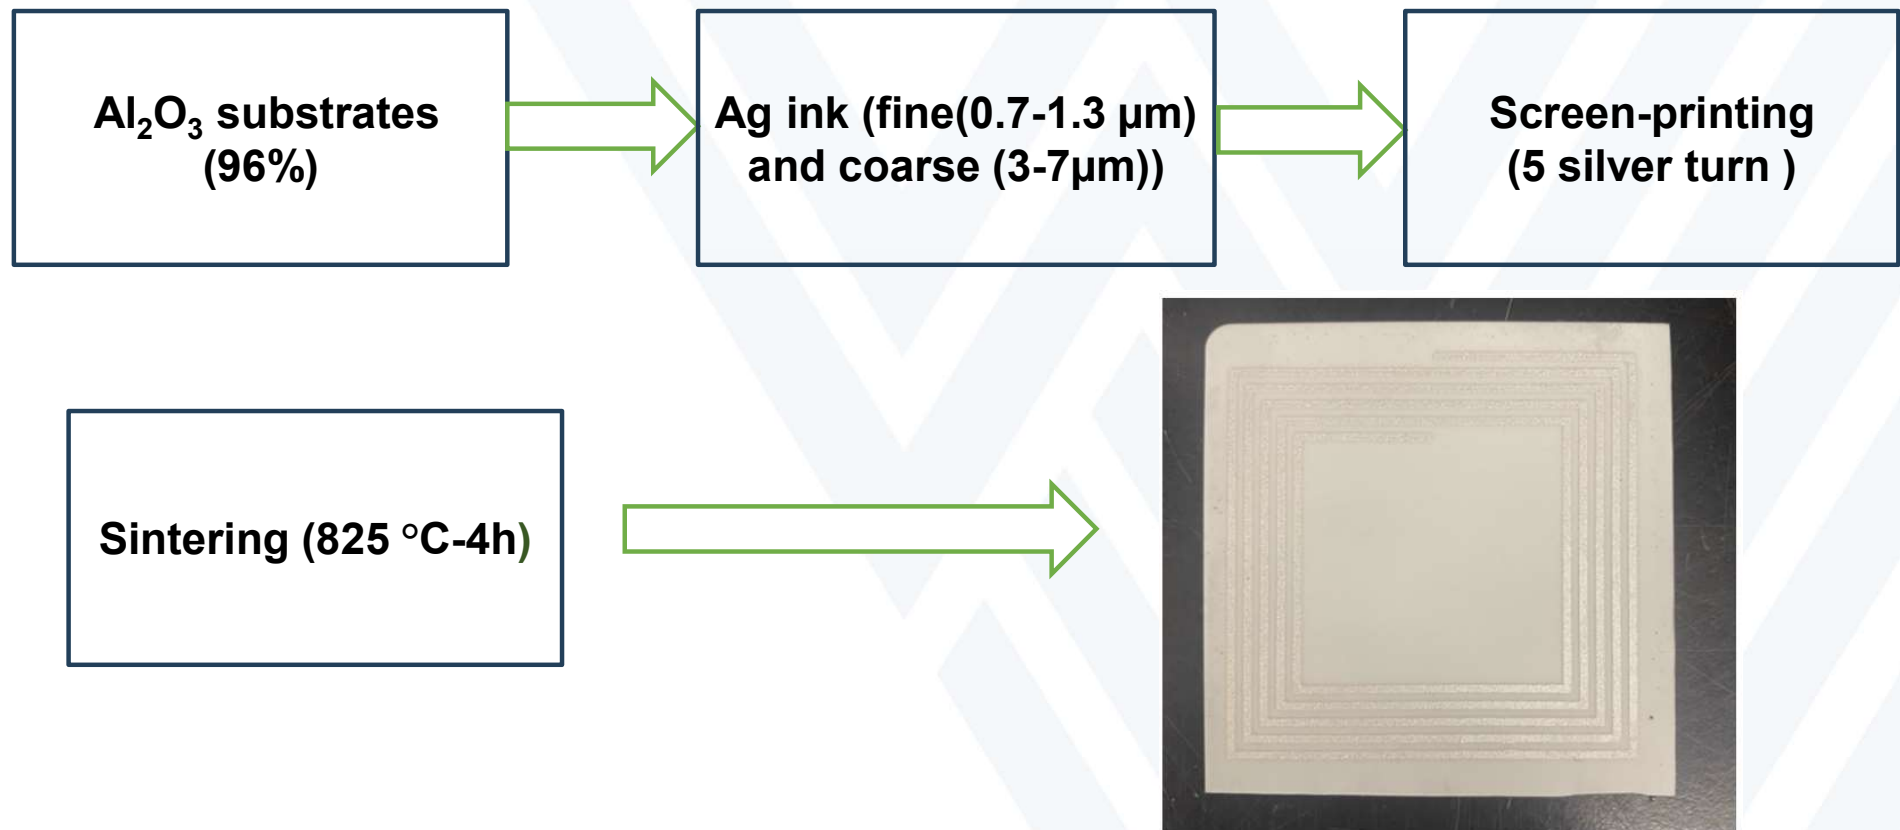 Al₂O₃ substrates
(96%)
Ag ink (fine(0.7-1.3 µm)
and coarse (3-7µm))
Screen-printing
(5 silver turn )
Sintering (825 °C-4h)